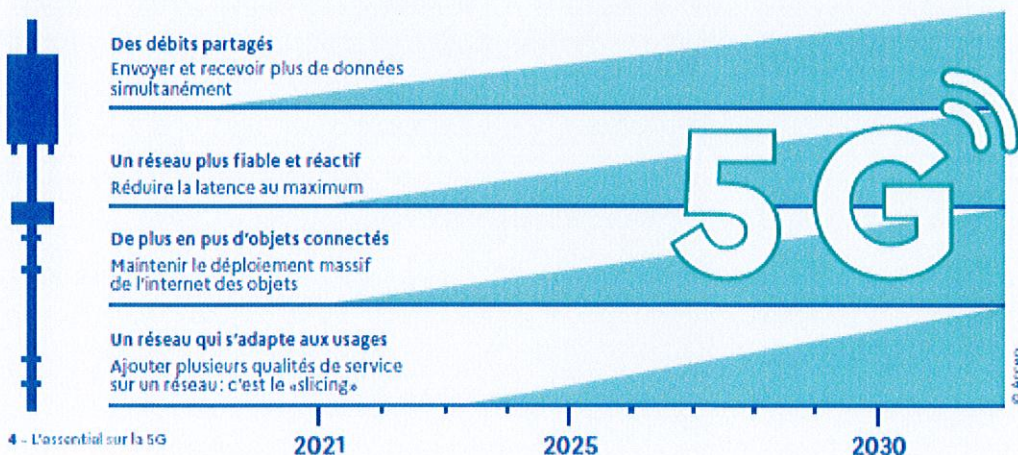 Des débits partagés
Envoyer et recevoir plus de données
simultanément
Un réseau plus fiable et réactif
Réduire la latence au maximum
De plus en pus d'objets connectés
Maintenir le déploiement massif
de l'internet des objets
Un réseau qui s'adapte aux usages
Ajouter plusieurs qualités de service
sur un réseau: c'est le «slicing»
5G
© Arcep
4 - L'essential sur la 5G
2021 2025 2030